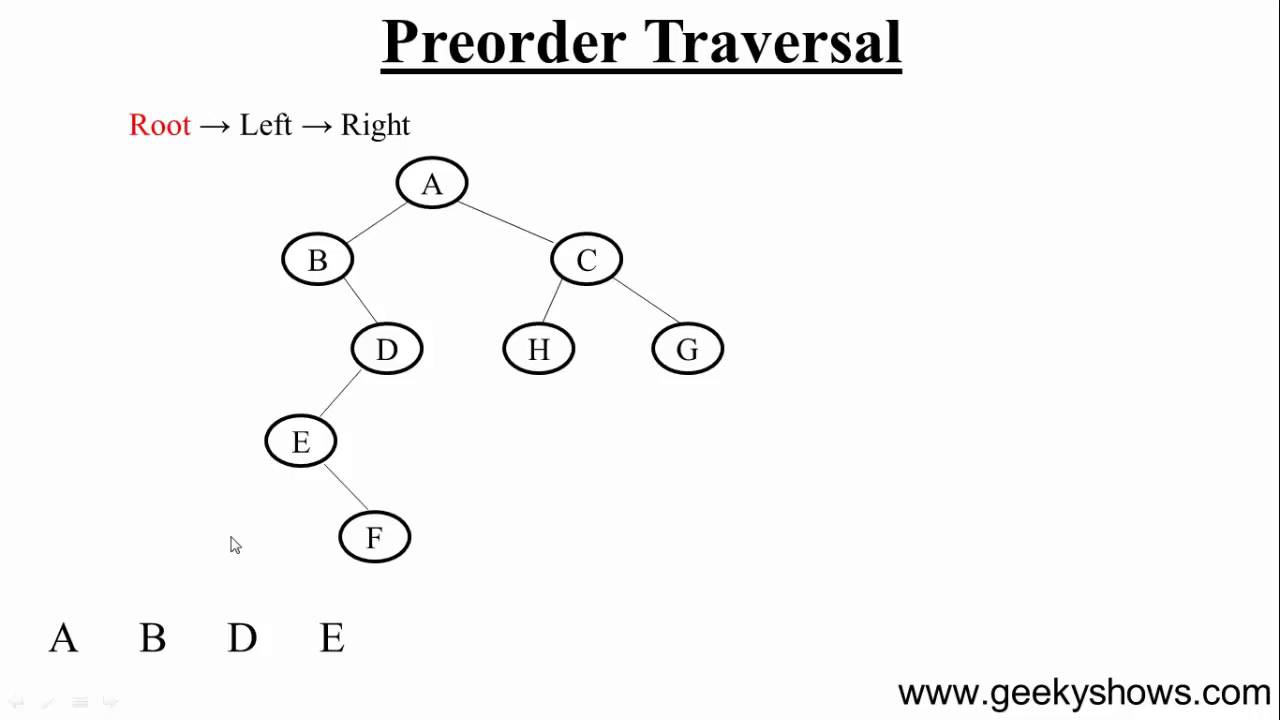 Preorder Traversal
Root → Left → Right
A
B
C
D
H
G
E
F
A B D E
www.geekyshows.com